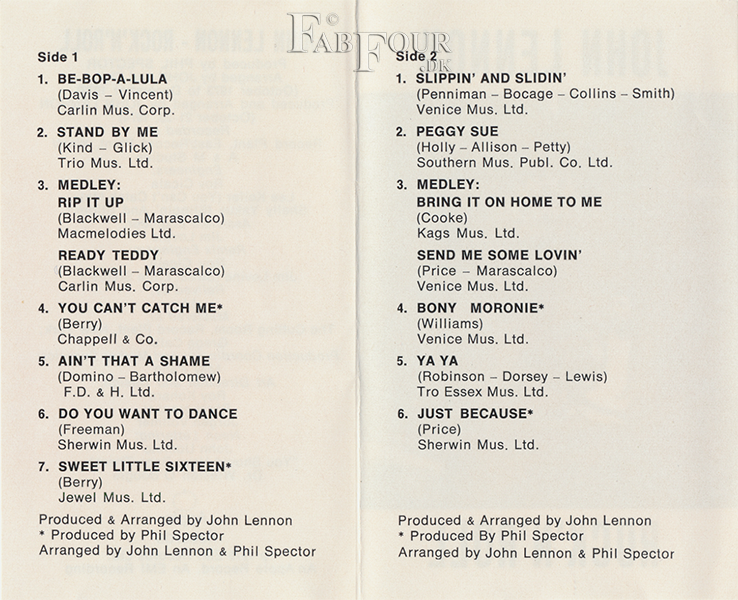 © FAB FOUR .DK
Side 1
1. BE-BOP-A-LULA
(Davis – Vincent)
Carlin Mus. Corp.
2. STAND BY ME
(Kind – Glick)
Trio Mus. Ltd.
3. MEDLEY:
RIP IT UP
(Blackwell – Marascalco)
Macmelodies Ltd.
READY TEDDY
(Blackwell – Marascalco)
Carlin Mus. Corp.
4. YOU CAN'T CATCH ME*
(Berry)
Chappell & Co.
5. AIN'T THAT A SHAME
(Domino – Bartholomew)
F.D. & H. Ltd.
6. DO YOU WANT TO DANCE
(Freeman)
Sherwin Mus. Ltd.
7. SWEET LITTLE SIXTEEN*
(Berry)
Jewel Mus. Ltd.
Produced & Arranged by John Lennon
* Produced by Phil Spector
Arranged by John Lennon & Phil Spector
Side 2
1. SLIPPIN' AND SLIDIN'
(Penniman – Bocage – Collins – Smith)
Venice Mus. Ltd.
2. PEGGY SUE
(Holly – Allison – Petty)
Southern Mus. Publ. Co. Ltd.
3. MEDLEY:
BRING IT ON HOME TO ME
(Cooke)
Kags Mus. Ltd.
SEND ME SOME LOVIN'
(Price – Marascalco)
Venice Mus. Ltd.
4. BONY MORONIE*
(Williams)
Venice Mus. Ltd.
5. YA YA
(Robinson – Dorsey – Lewis)
Tro Essex Mus. Ltd.
6. JUST BECAUSE*
(Price)
Sherwin Mus. Ltd.
Produced & Arranged by John Lennon
* Produced By Phil Spector
Arranged by John Lennon & Phil Spector